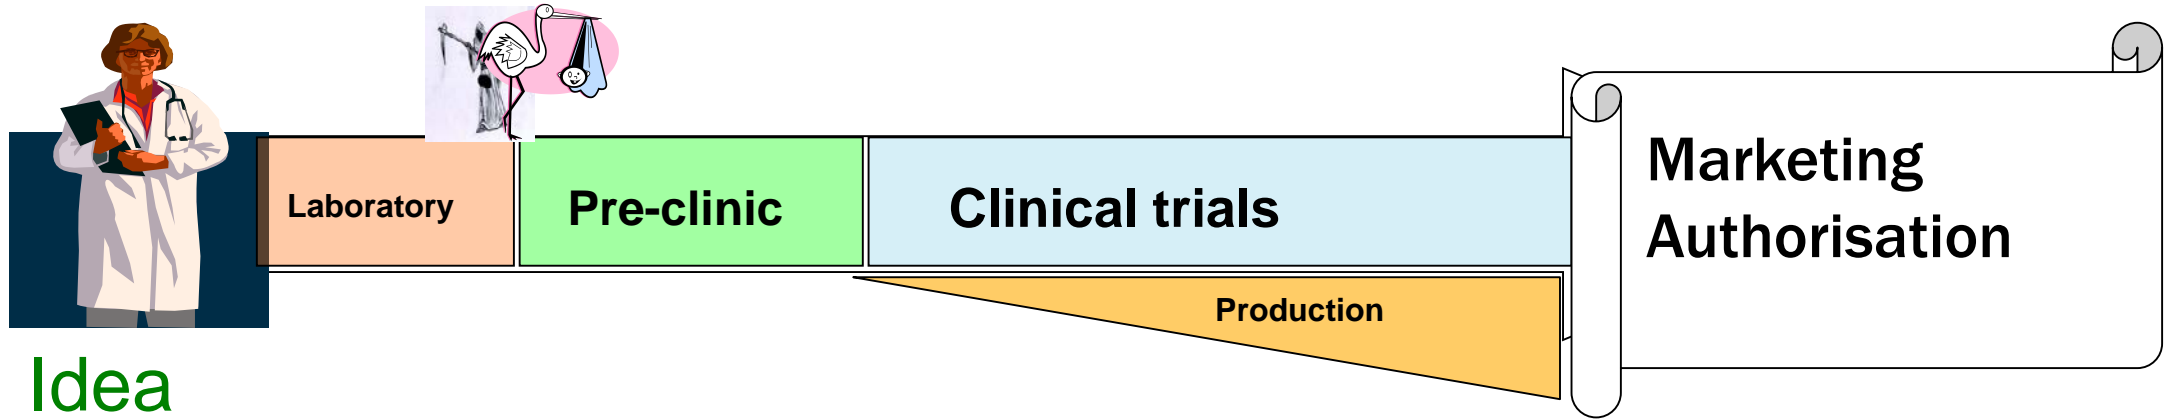 Laboratory
Pre-clinic
Clinical trials
Marketing
Authorisation
Production
Idea